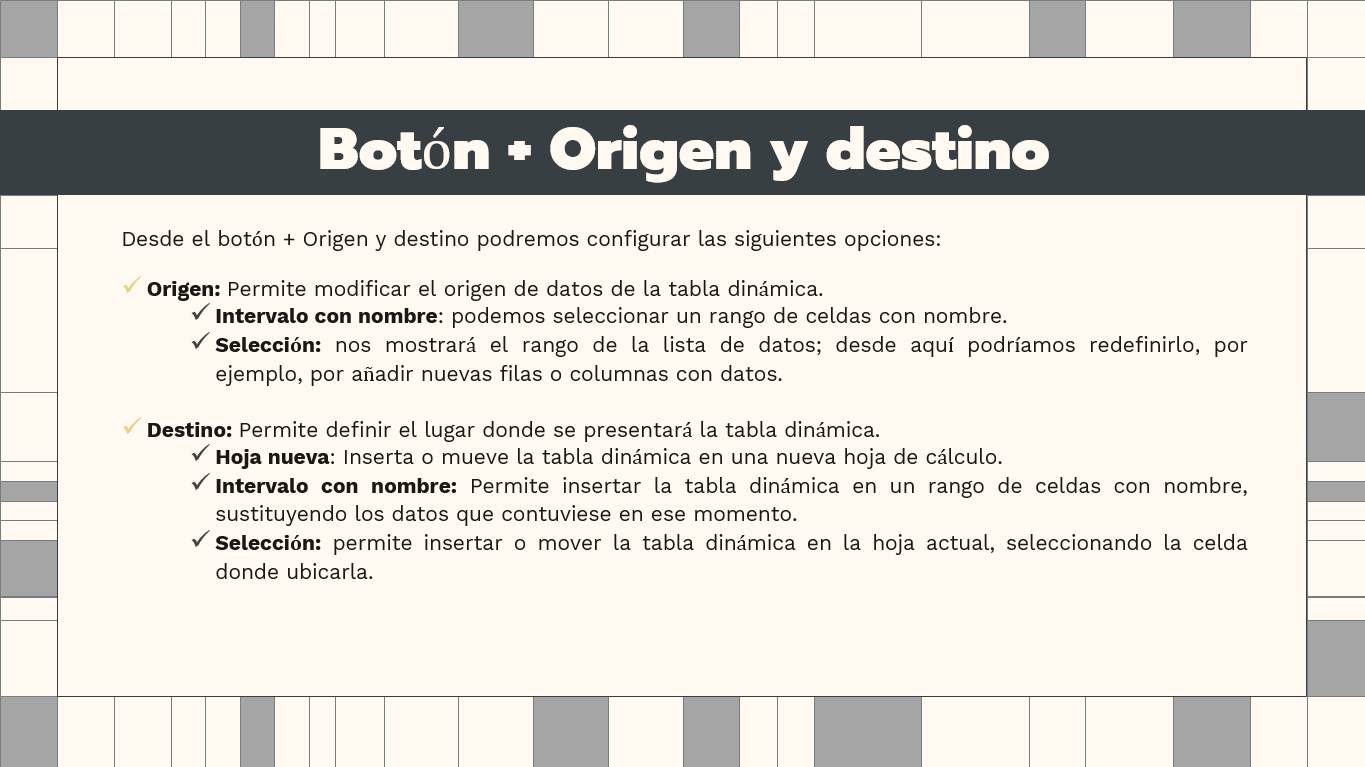 Botón + Origen y destino
Desde el botón + Origen y destino podremos configurar las siguientes opciones:
✓ Origen: Permite modificar el origen de datos de la tabla dinámica.
✓ Intervalo con nombre: podemos seleccionar un rango de celdas con nombre.
✓ Selección: nos mostrará el rango de la lista de datos; desde aquí podríamos redefinirlo, por
ejemplo, por añadir nuevas filas o columnas con datos.
✓ Destino: Permite definir el lugar donde se presentará la tabla dinámica.
✓ Hoja nueva: Inserta o mueve la tabla dinámica en una nueva hoja de cálculo.
✓ Intervalo con nombre: Permite insertar la tabla dinámica en un rango de celdas con nombre,
sustituyendo los datos que contuviese en ese momento.
✓ Selección: permite insertar o mover la tabla dinámica en la hoja actual, seleccionando la celda
donde ubicarla.